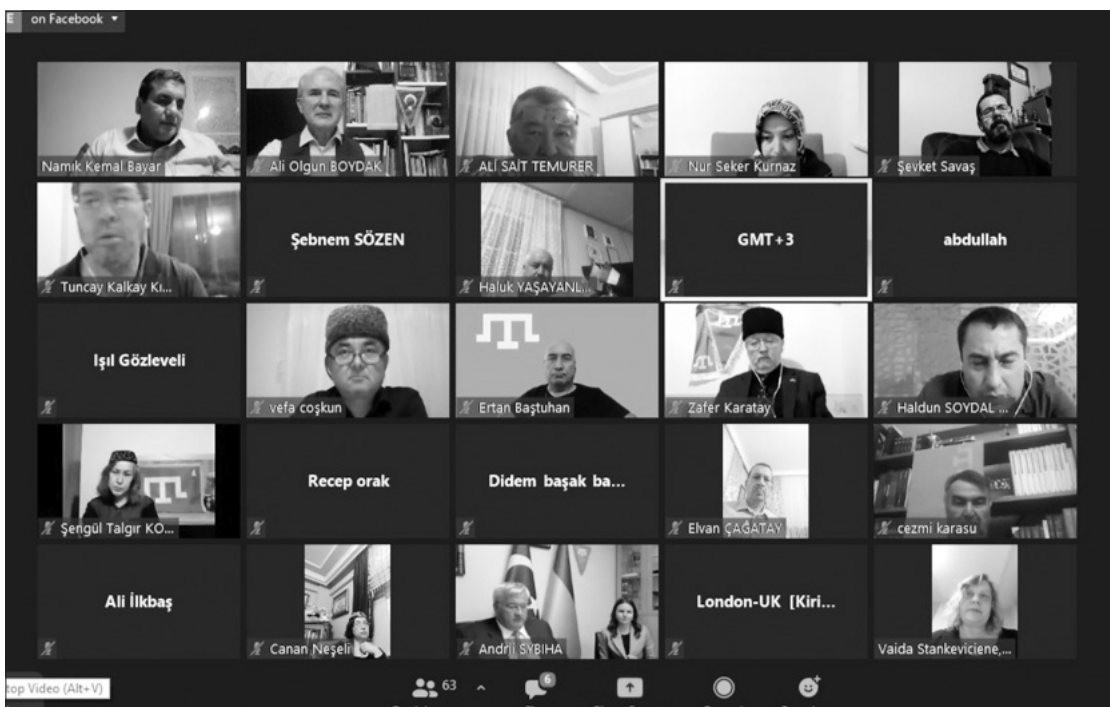 E on Facebook
Namık Kemal Bayar
Ali Olgun BOYDAK
ALİ SAİT TEMURER
Nur Seker Kurnaz
Şevket Savaş
Tuncay Kalkay Kı...
Şebnem SÖZEN
Haluk YAŞAYANL...
GMT+3
abdullah
Işıl Gözleveli
vefa coşkun
Ertan Baştuhan
Zafer Karatay
Haldun SOYDAL ...
Şengül Talgır KO...
Recep orak
Didem başak ba...
Elvan ÇAĞATAY
cezmi karasu
Ali İlkbaş
Canan Neşeli
Andrii SYBIHA
London-UK [Kiri...
Vaida Stankeviciene,...
63
6
top Video (Alt+V)